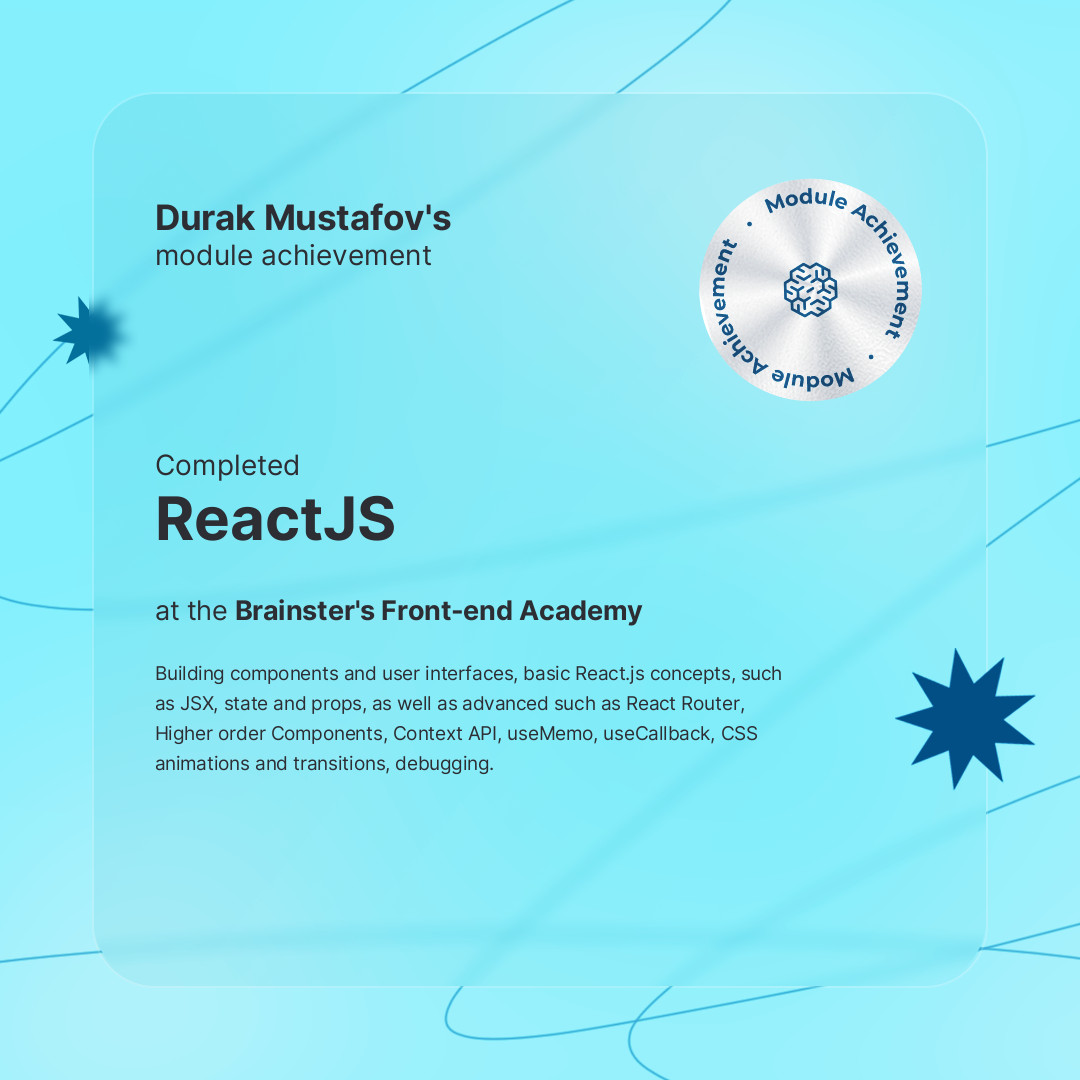 Durak Mustafov's
module achievement
Module Achievement • Module Achievement •
Completed
ReactJS
at the Brainster's Front-end Academy
Building components and user interfaces, basic React.js concepts, such
as JSX, state and props, as well as advanced such as React Router,
Higher order Components, Context API, useMemo, useCallback, CSS
animations and transitions, debugging.